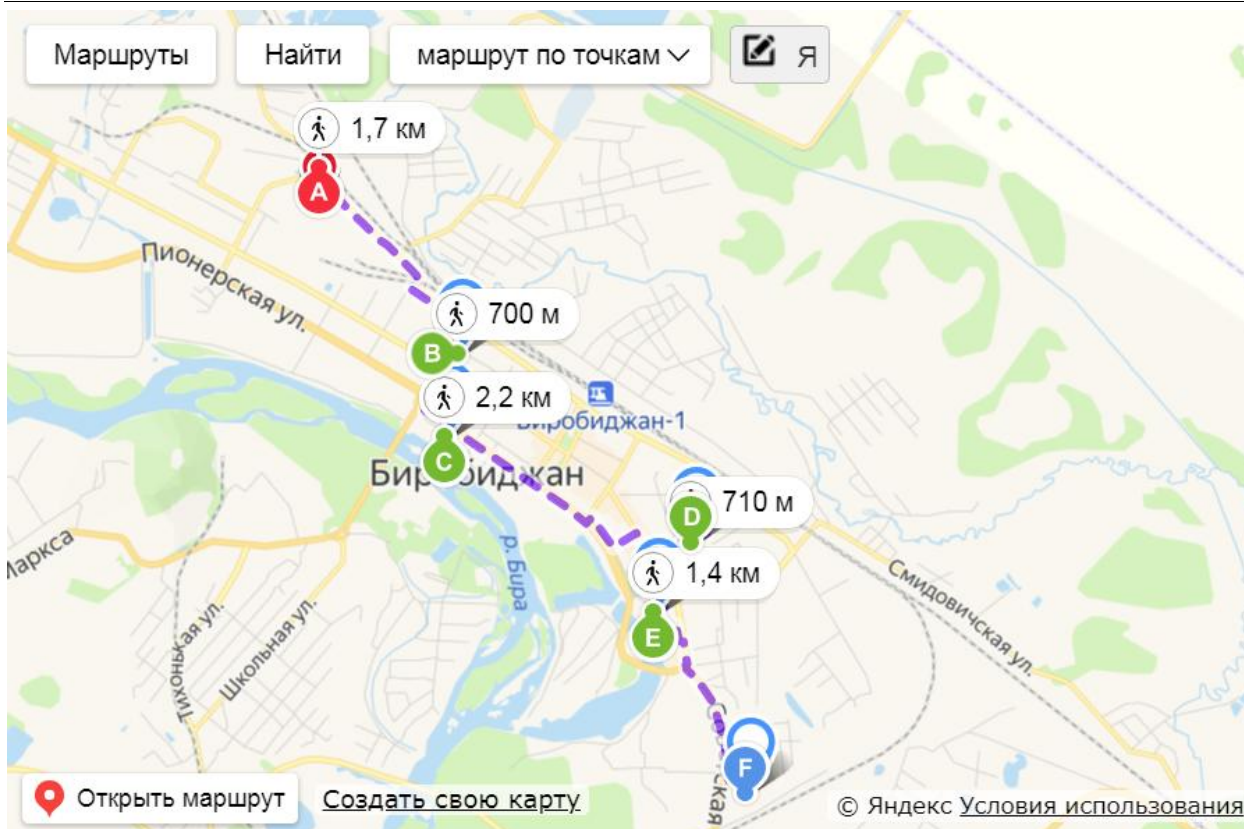 Маршруты
Найти
маршрут по точкам
Я
1,7 км
A
Пионерская ул.
700 м
B
2,2 км
Биробиджан-1
C
Биробиджан
D
710 м
1,4 км
E
р. Бира
Смидовичская ул.
Тихонькая ул.
Школьная ул.
F
Открыть маршрут
Создать свою карту
© Яндекс Условия использования